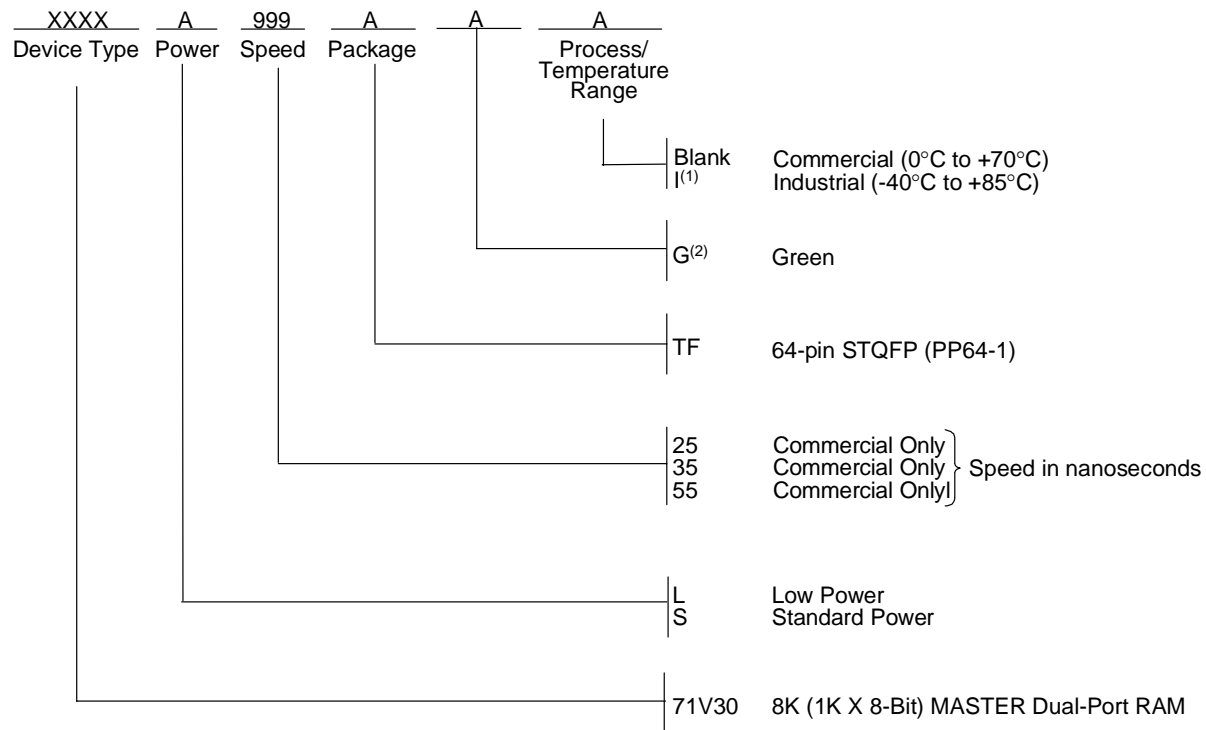 XXXX A 999 A A A
Device Type Power Speed Package Process/
Temperature
Range
Blank Commercial (0°C to +70°C)
I(1) Industrial (-40°C to +85°C)
G(2) Green
TF 64-pin STQFP (PP64-1)
25 Commercial Only
35 Commercial Only Speed in nanoseconds
55 Commercial Onlyl
L Low Power
S Standard Power
71V30 8K (1K X 8-Bit) MASTER Dual-Port RAM